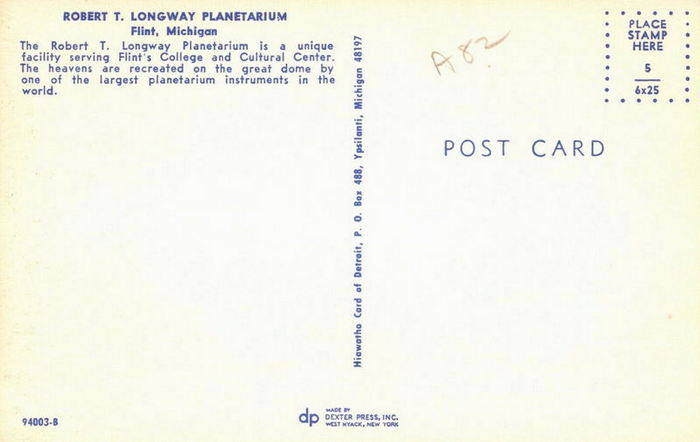 ROBERT T. LONGWAY PLANETARIUM
Flint, Michigan
The Robert T. Longway Planetarium is a unique
facility serving Flint's College and Cultural Center.
The heavens are recreated on the great dome by
one of the largest planetarium instruments in the
world.
Hiawatha Card of Detroit, P. O. Box 488, Ypsilanti, Michigan 48197
A82
PLACE
STAMP
HERE
5
6x25
POST CARD
94003-B
dp
MADE BY
DEXTER PRESS, INC.
WEST NYACK, NEW YORK